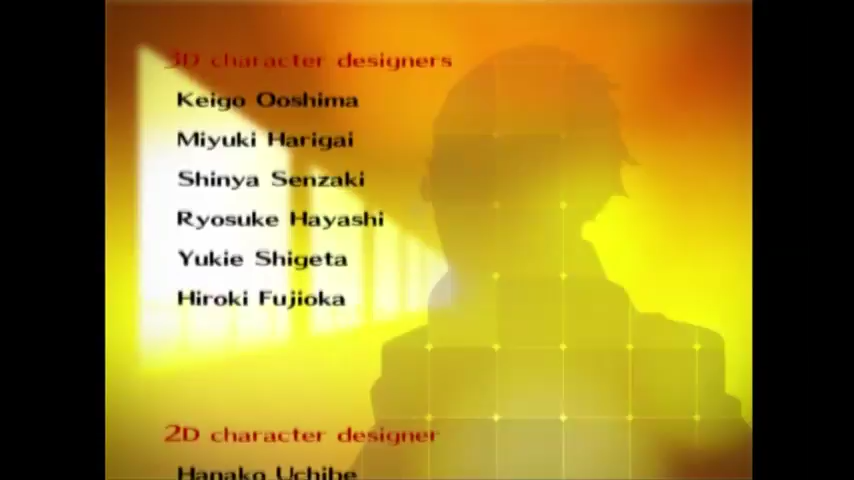 3D character designers
Keigo Ooshima
Miyuki Harigai
Shinya Senzaki
Ryosuke Hayashi
Yukie Shigeta
Hiroki Fujioka
2D character designer
Hanako Uchibe